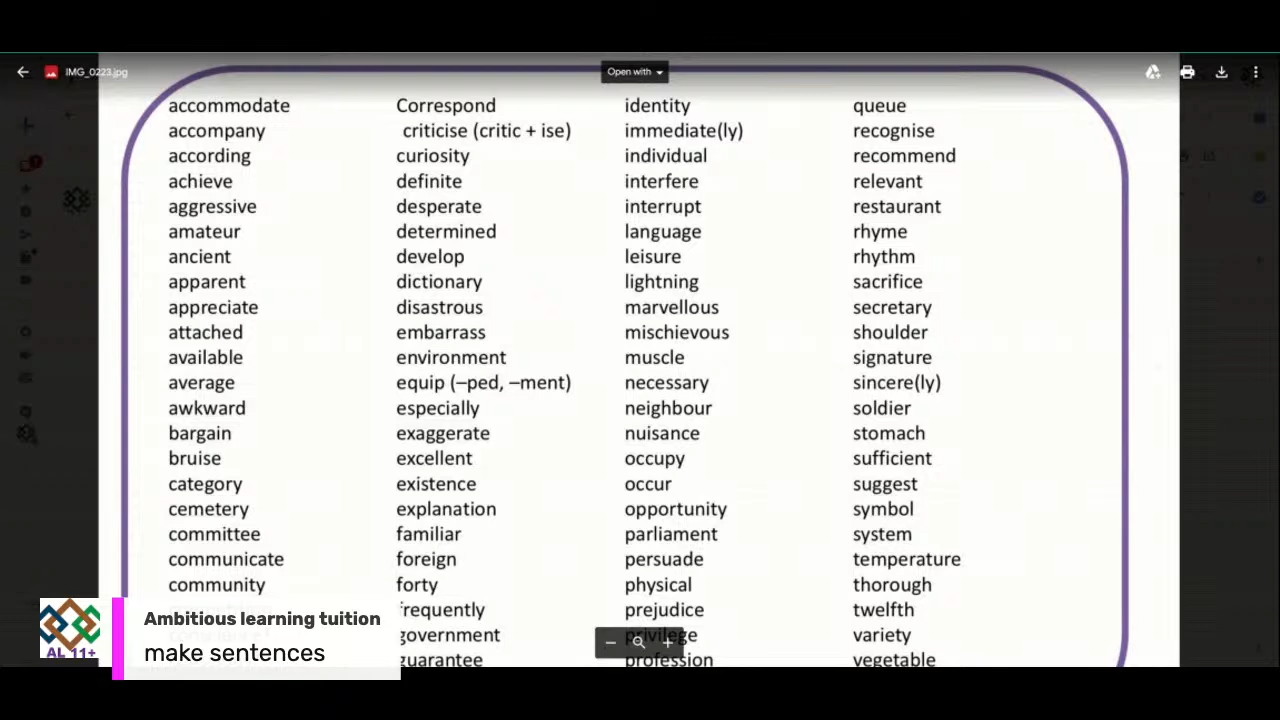 IMG_0223.jpg
Open with
accommodate Correspond identity queue
accompany criticise (critic + ise) immediate(ly) recognise
according curiosity individual recommend
achieve definite interfere relevant
aggressive desperate interrupt restaurant
amateur determined language rhyme
ancient develop leisure rhythm
apparent dictionary lightning sacrifice
appreciate disastrous marvellous secretary
attached embarrass mischievous shoulder
available environment muscle signature
average equip (–ped, –ment) necessary sincere(ly)
awkward especially neighbour soldier
bargain exaggerate nuisance stomach
bruise excellent occupy sufficient
category existence occur suggest
cemetery explanation opportunity symbol
committee familiar parliament system
communicate foreign persuade temperature
community forty physical thorough
frequently prejudice twelfth
government privilege variety
guarantee profession vegetable
Ambitious learning tuition
make sentences
AL 11+